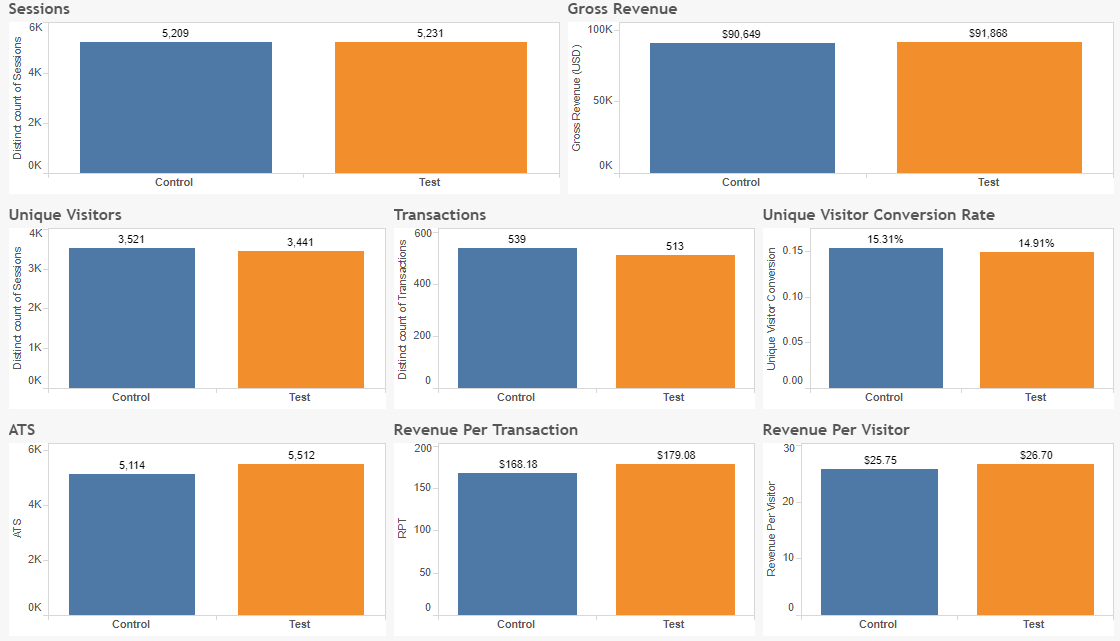 Sessions
Distinct count of Sessions
6K
4K
2K
0K
5,209
5,231
Control
Test
Gross Revenue
Gross Revenue (USD)
100K
50K
0K
$90,649
$91,868
Control
Test
Unique Visitors
Distinct count of Sessions
4K
3K
2K
1K
0K
3,521
3,441
Control
Test
Transactions
Distinct count of Transactions
600
400
200
0
539
513
Control
Test
Unique Visitor Conversion Rate
Unique Visitor Conversion
0.15
0.10
0.05
0.00
15.31%
14.91%
Control
Test
ATS
ATS
6K
4K
2K
0K
5,114
5,512
Control
Test
Revenue Per Transaction
RPT
200
150
100
50
0
$168.18
$179.08
Control
Test
Revenue Per Visitor
Revenue Per Visitor
30
20
10
0
$25.75
$26.70
Control
Test